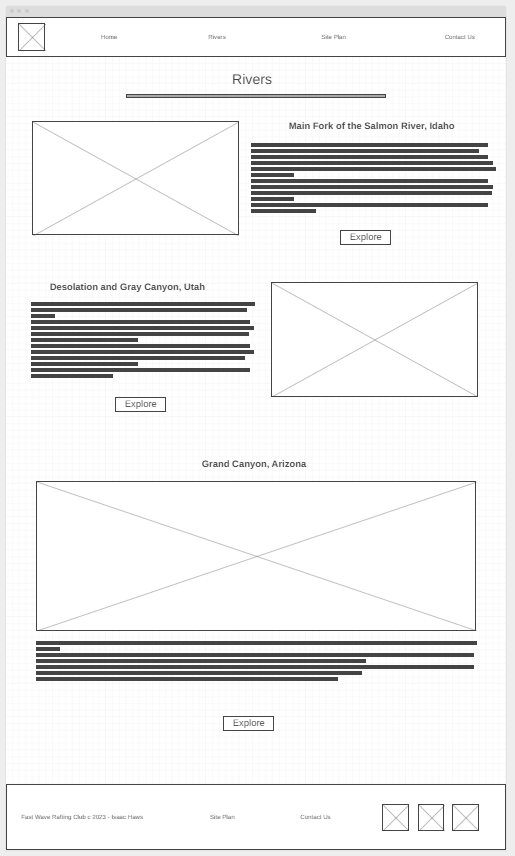 Home Rivers Site Plan Contact Us
Rivers
Main Fork of the Salmon River, Idaho
Explore
Desolation and Gray Canyon, Utah
Explore
Grand Canyon, Arizona
Explore
Fast Wave Rafting Club c 2023 - Isaac Haws Site Plan Contact Us